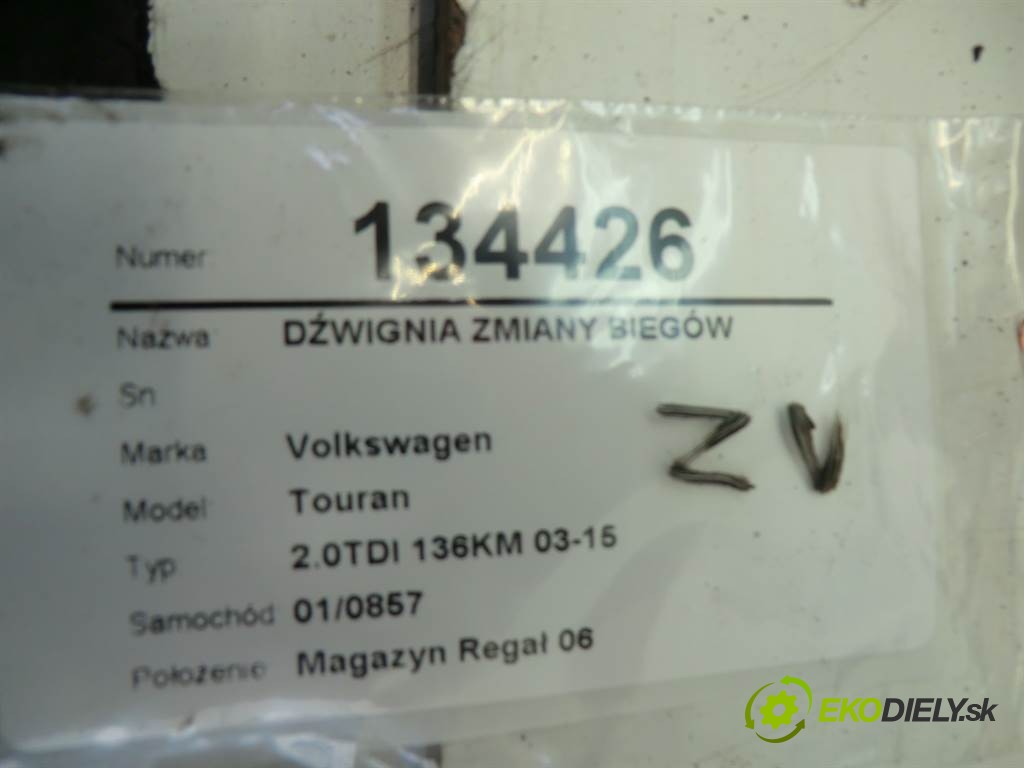 Numer 134426
Nazwa DŹWIGNIA ZMIANY BIEGÓW
Sn
Marka Volkswagen
Model Touran
Typ 2.0TDI 136KM 03-15
Samochód 01/0857
Położenie Magazyn Regał 06
ZV
EKODIELY.sk